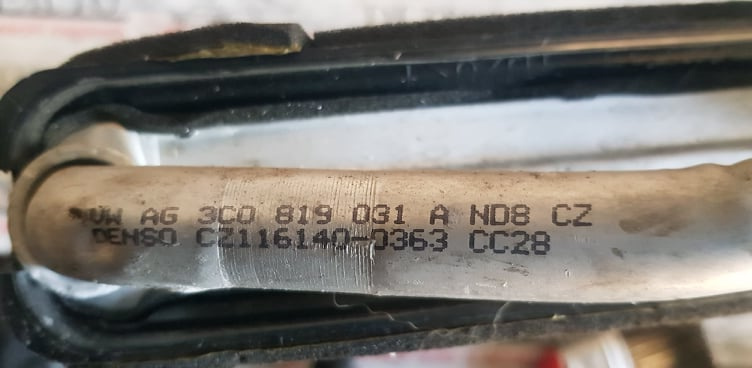 VW AG 3C0 819 031 A ND8 CZ
DENSO CZ116140-0363 CC28